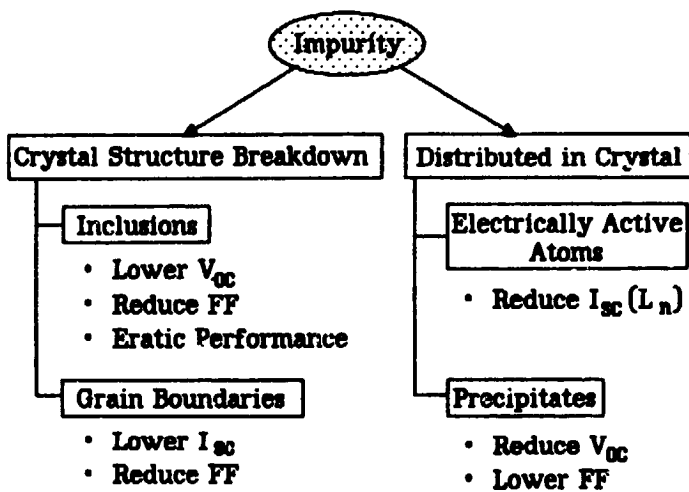 Impurity
Crystal Structure Breakdown
Inclusions
• Lower V_OC
• Reduce FF
• Eratic Performance
Grain Boundaries
• Lower I_SC
• Reduce FF
Distributed in Crystal
Electrically Active
Atoms
• Reduce I_SC (L_n)
Precipitates
• Reduce V_OC
• Lower FF